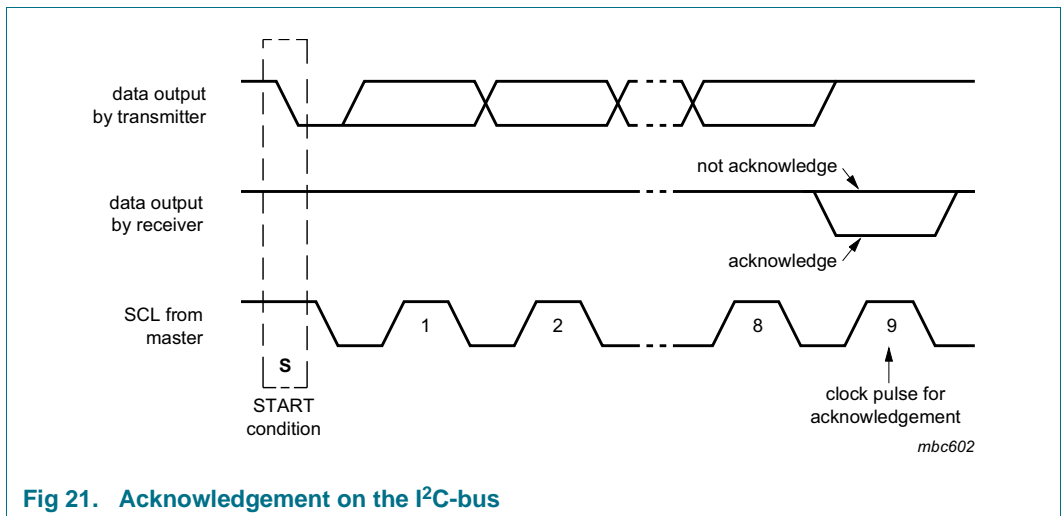 data output
by transmitter
not acknowledge
data output
by receiver
acknowledge
SCL from
master
1
2
8
9
S
START
condition
clock pulse for
acknowledgement
mbc602
Fig 21. Acknowledgement on the I²C-bus